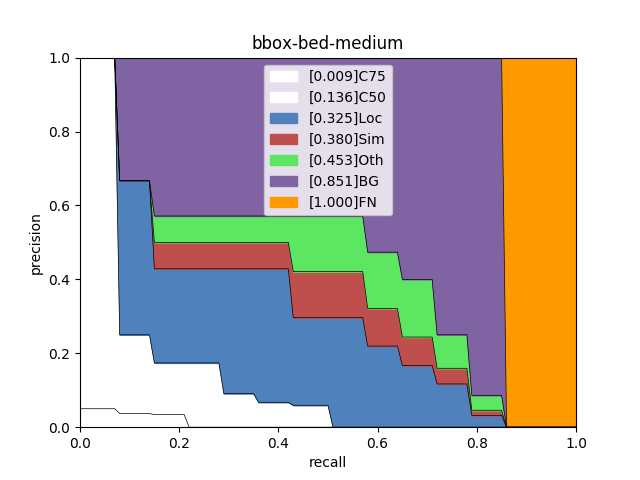 bbox-bed-medium
1.0
0.8
0.6
0.4
0.2
0.0
precision
[0.009]C75
[0.136]C50
[0.325]Loc
[0.380]Sim
[0.453]Oth
[0.851]BG
[1.000]FN
0.0 0.2 0.4 0.6 0.8 1.0
recall